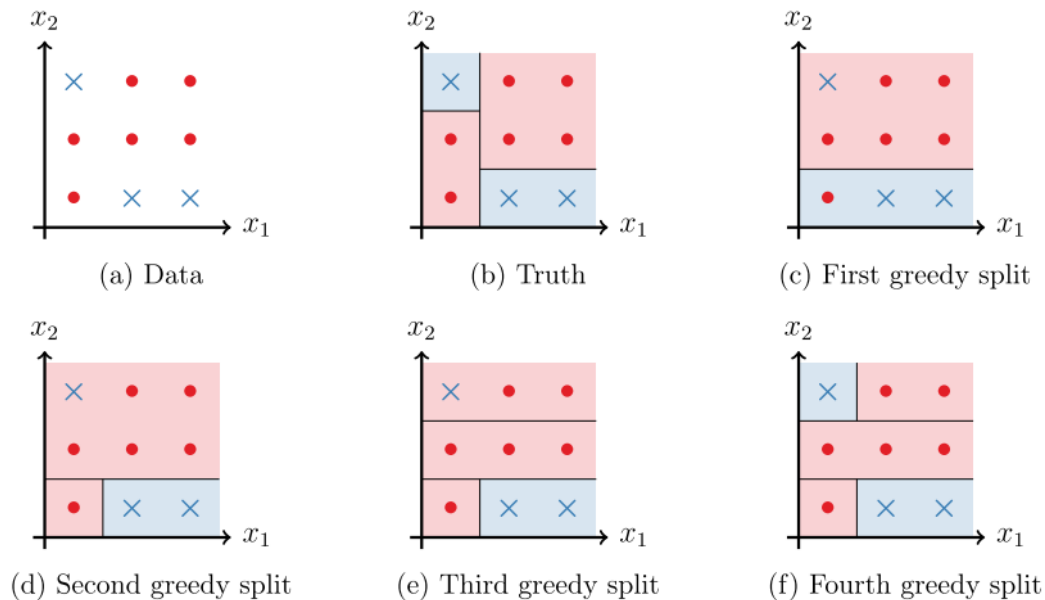 x₂ x₂ x₂
x₁ x₁ x₁
(a) Data (b) Truth (c) First greedy split
x₂ x₂ x₂
x₁ x₁ x₁
(d) Second greedy split (e) Third greedy split (f) Fourth greedy split